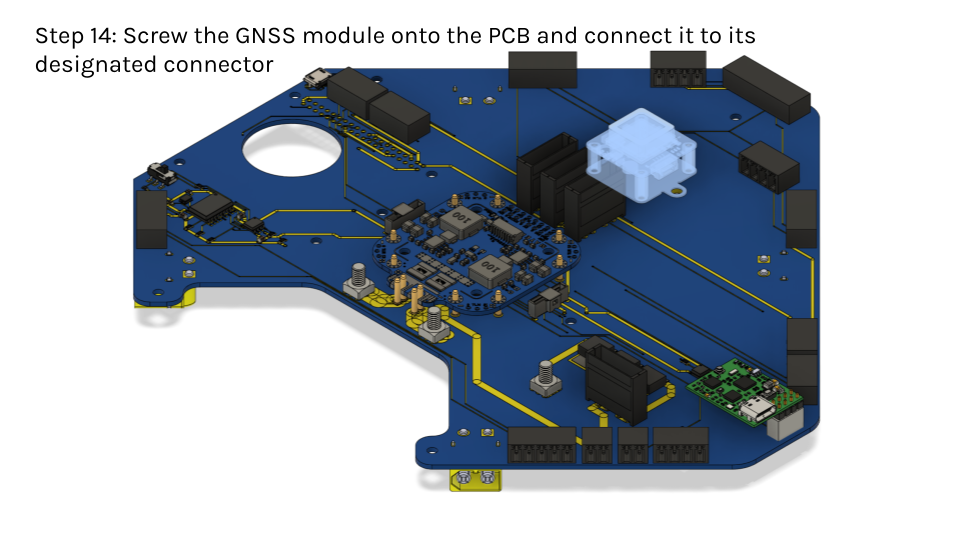 Step 14: Screw the GNSS module onto the PCB and connect it to its
designated connector
100
100